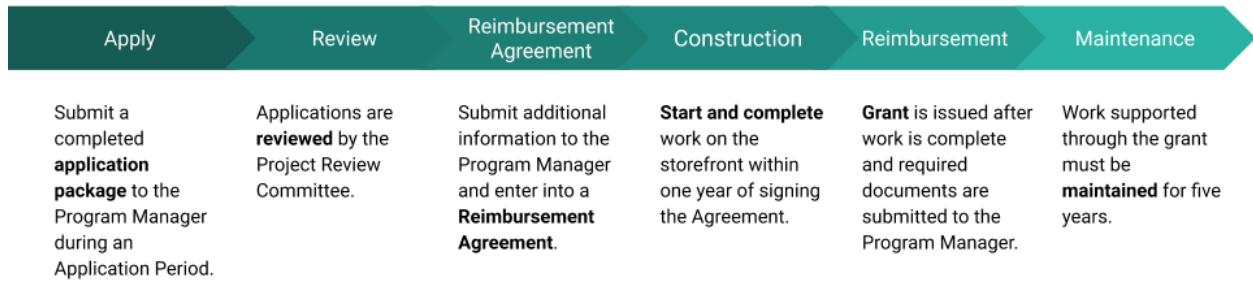 Apply
Review
Reimbursement
Agreement
Construction
Reimbursement
Maintenance
Submit a
completed
application
package to the
Program Manager
during an
Application Period.
Applications are
reviewed by the
Project Review
Committee.
Submit additional
information to the
Program Manager
and enter into a
Reimbursement
Agreement.
Start and complete
work on the
storefront within
one year of signing
the Agreement.
Grant is issued after
work is complete
and required
documents are
submitted to the
Program Manager.
Work supported
through the grant
must be
maintained for five
years.